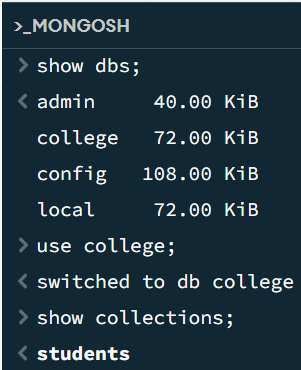 >_MONGOSH
> show dbs;
< admin     40.00 KiB
college   72.00 KiB
config   108.00 KiB
local     72.00 KiB
> use college;
< switched to db college
> show collections;
< students